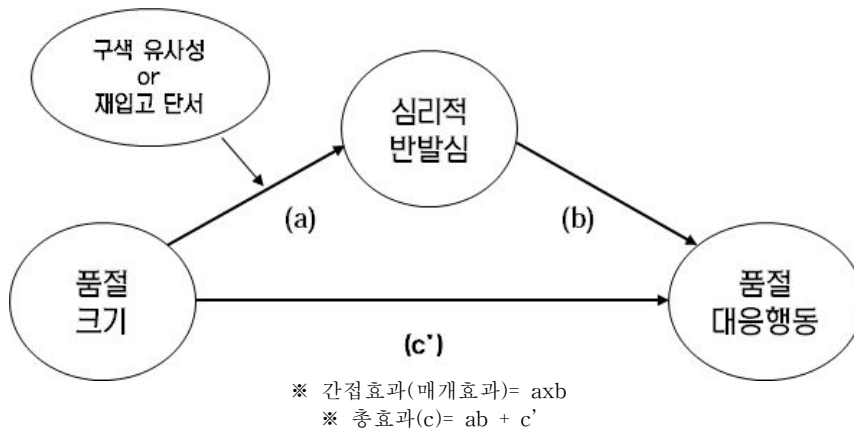 구색 유사성
or
재입고 단서
심리적
반발심
(a)
(b)
품절
크기
품절
대응행동
(c')
※ 간접효과(매개효과)= axb
※ 총효과(c)= ab + c’